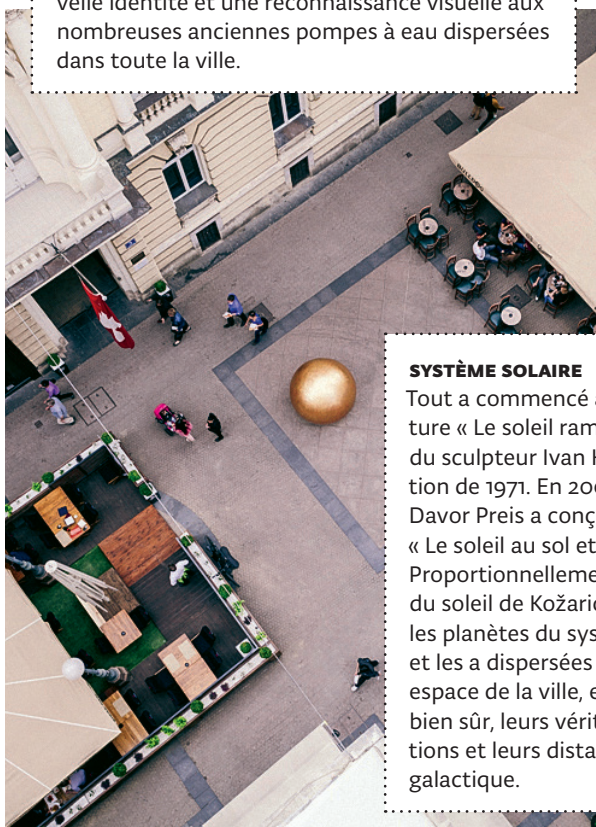 velle identité et une reconnaissance visuelle aux
nombreuses anciennes pompes à eau dispersées
dans toute la ville.
SYSTÈME SOLAIRE
Tout a commencé
ture « Le soleil
du sculpteur Ivan
tion de 1971. En
Davor Preis a
« Le soleil au sol et
du soleil de
les planètes du
et les a dispersées
espace de la ville,
bien sûr, leurs
tions et leurs
galactique.